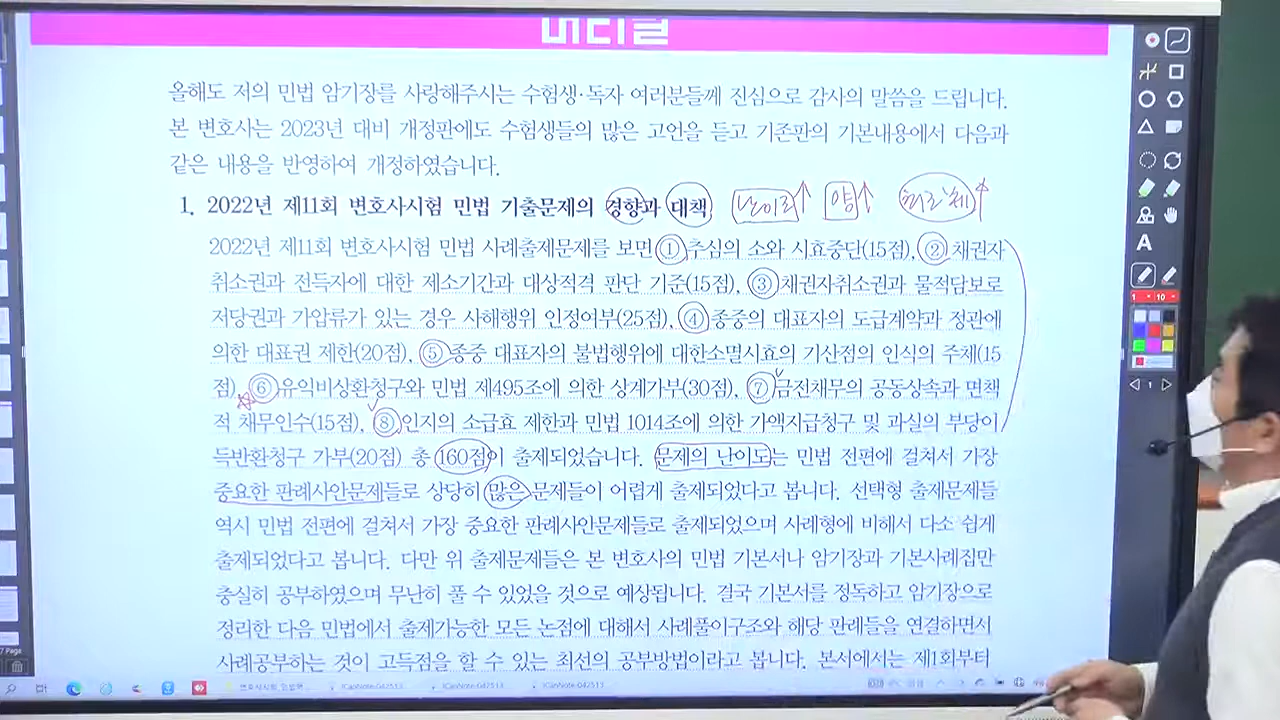 머리말
올해도 저의 민법 암기장를 사랑해주시는 수험생·독자 여러분들께 진심으로 감사의 말씀을 드립니다.
본 변호사는 2023년 대비 개정판에도 수험생들의 많은 고언을 듣고 기존판의 기본내용에서 다음과
같은 내용을 반영하여 개정하였습니다.
1. 2022년 제11회 변호사시험 민법 기출문제의 경향과 대책 난이도↑ 양↑
2022년 제11회 변호사시험 민법 사례출제문제를 보면 ① 추심의 소와 시효중단(15점), ② 채권자
취소권과 전득자에 대한 제소기간과 대상적격 판단 기준(15점), ③ 채권자취소권과 물적담보로
저당권과 가압류가 있는 경우 사해행위 인정여부(25점), ④ 종중의 대표자의 도급계약과 정관에
의한 대표권 제한(20점), ⑤ 종중 대표자의 불법행위에 대한소멸시효의 기산점의 인식의 주체(15
점), ⑥ 유익비상환청구와 민법 제495조에 의한 상계가부(30점), ⑦ 금전채무의 공동상속과 면책
적 채무인수(15점), ⑧ 인지의 소급효 제한과 민법 1014조에 의한 가액지급청구 및 과실의 부당이
득반환청구 가부(20점) 총 160점이 출제되었습니다. 문제의 난이도는 민법 전편에 걸쳐서 가장
중요한 판례사안문제들로 상당히 많은 문제들이 어렵게 출제되었다고 봅니다. 선택형 출제문제들
역시 민법 전편에 걸쳐서 가장 중요한 판례사안문제들로 출제되었으며 사례형에 비해서 다소 쉽게
출제되었다고 봅니다. 다만 위 출제문제들은 본 변호사의 민법 기본서나 암기장과 기본사례집만
충실히 공부하였으며 무난히 풀 수 있었을 것으로 예상됩니다. 결국 기본서를 정독하고 암기장으로
정리한 다음 민법에서 출제가능한 모든 논점에 대해서 사례풀이구조와 해당 판례들을 연결하면서
사례공부하는 것이 고득점을 할 수 있는 최선의 공부방법이라고 봅니다. 본서에서는 제1회부터